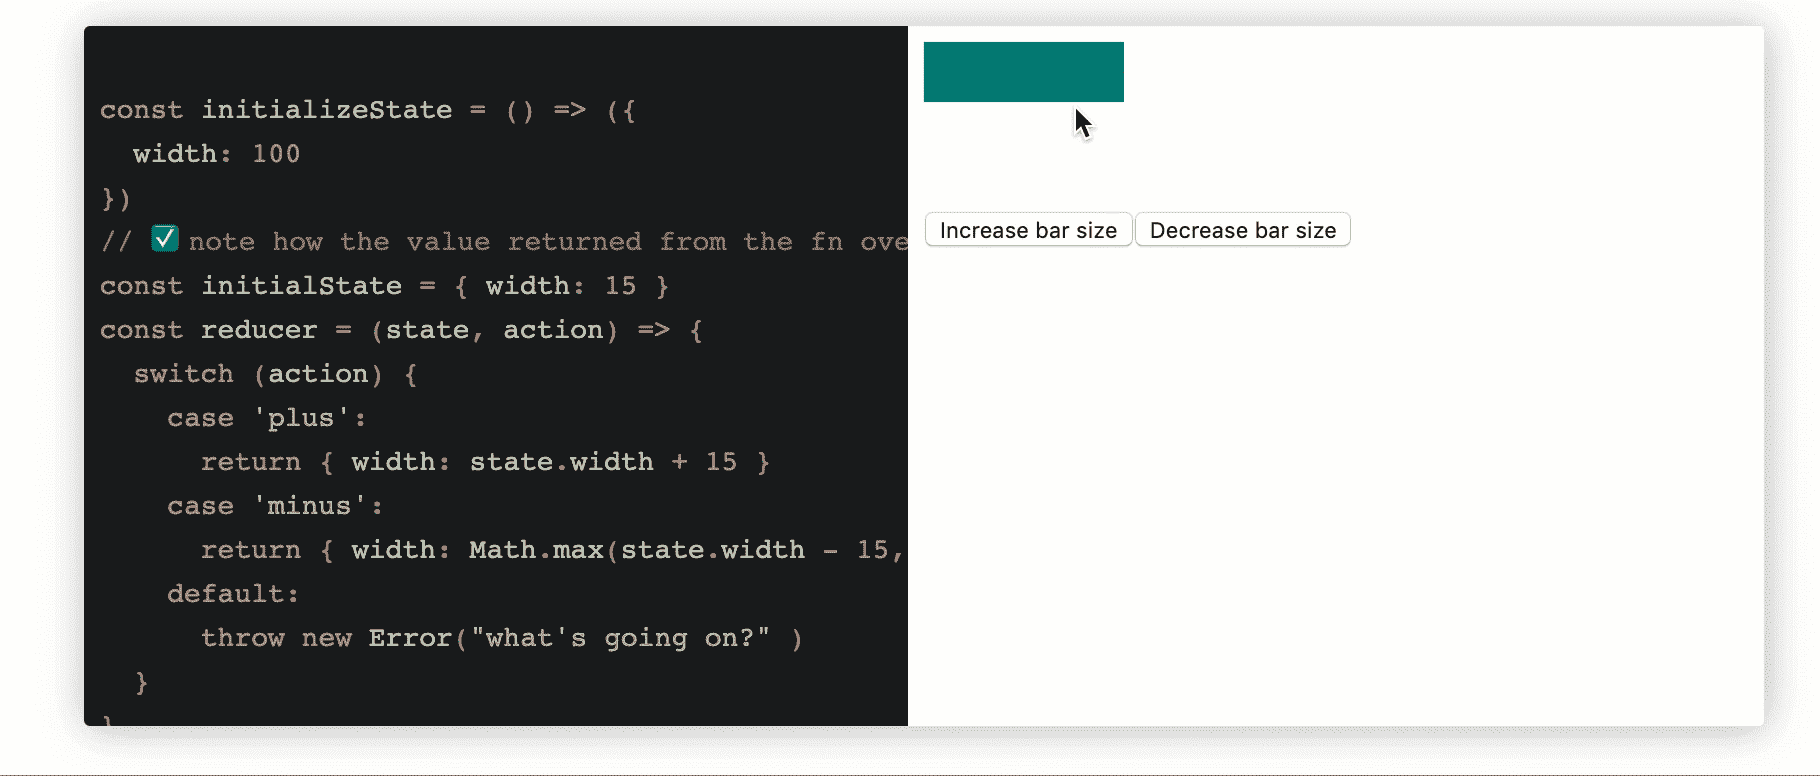 const initializeState = () => ({
  width: 100
})
// ✅ note how the value returned from the fn ove
const initialState = { width: 15 }
const reducer = (state, action) => {
  switch (action) {
    case 'plus':
      return { width: state.width + 15 }
    case 'minus':
      return { width: Math.max(state.width - 15,
    default:
      throw new Error("what's going on?" )
  }
}
Increase bar size Decrease bar size